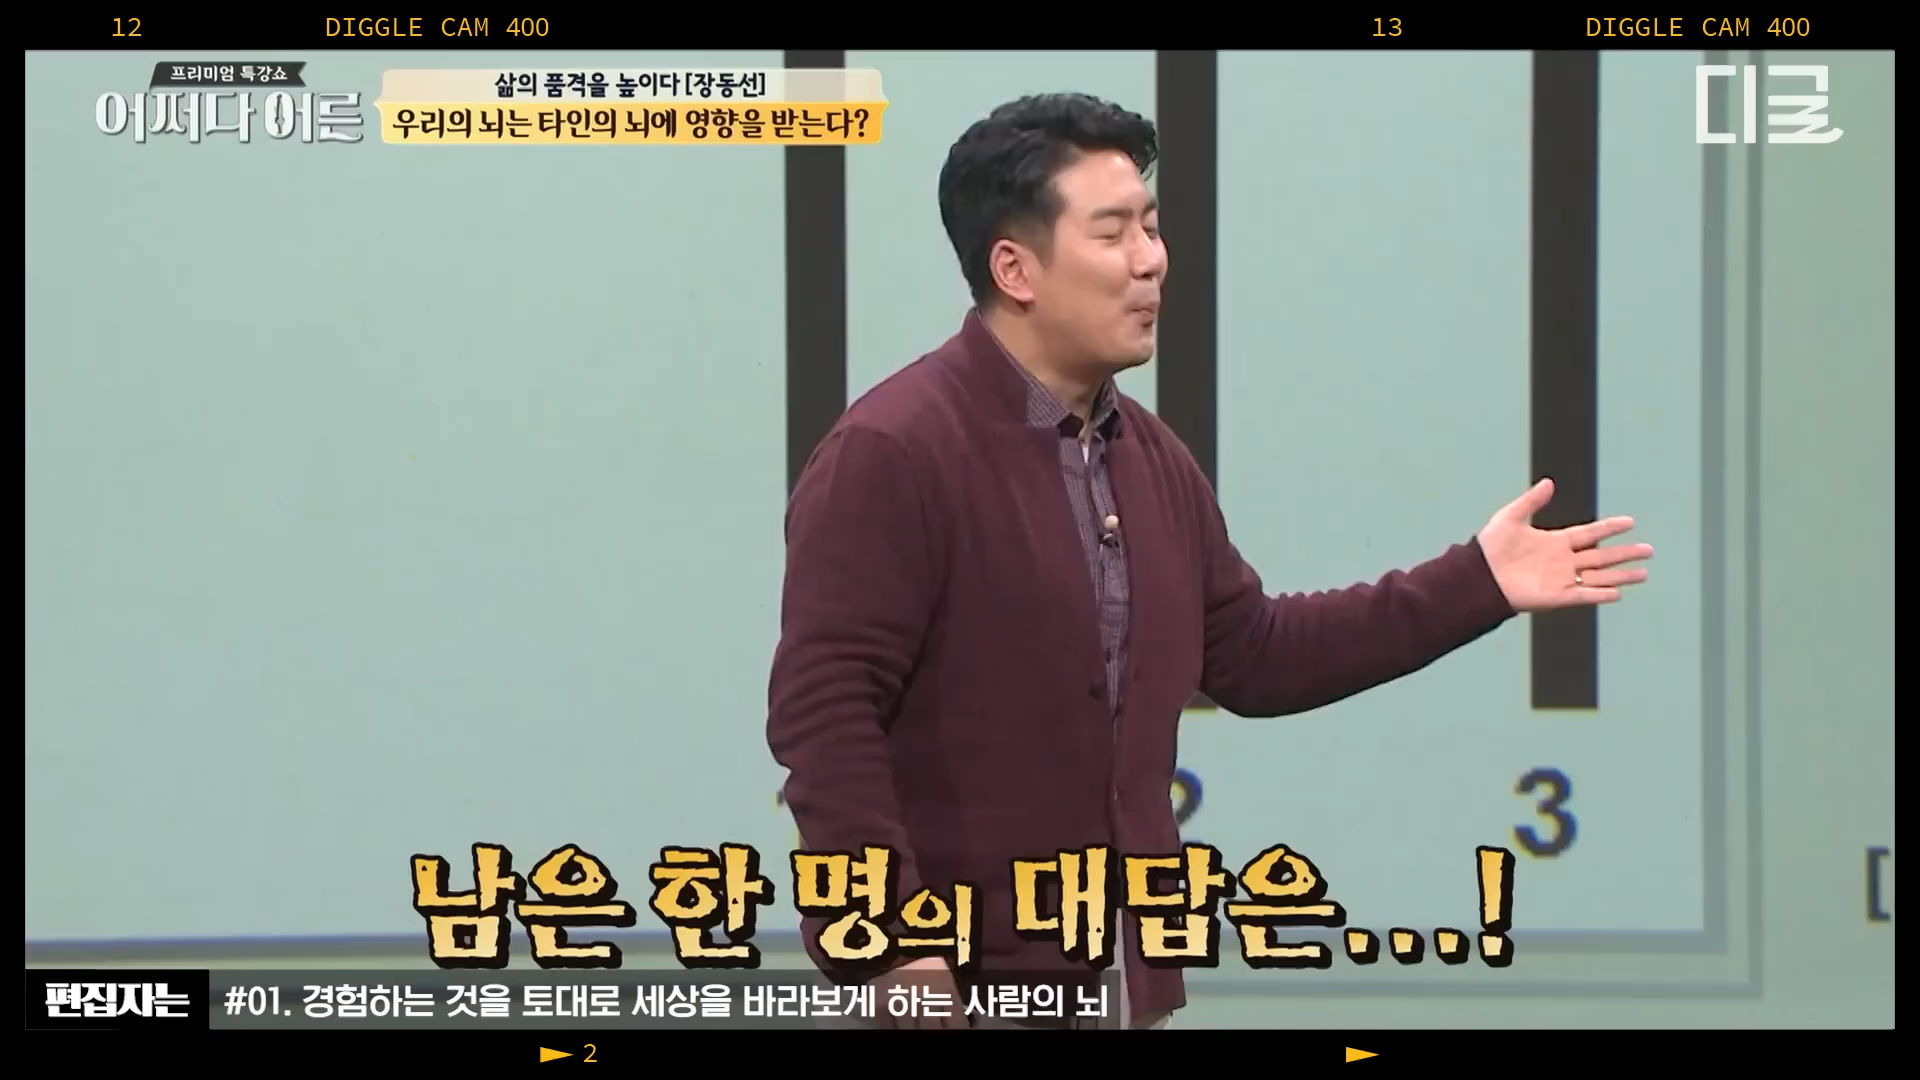 12
DIGGLE CAM 400
13
DIGGLE CAM 400
프리미엄 특강쇼
어쩌다 어른
삶의 품격을 높이다 [장동선]
우리의 뇌는 타인의 뇌에 영향을 받는다?
디글
2
3
남은 한 명의 대답은...!
편집자는
#01. 경험하는 것을 토대로 세상을 바라보게 하는 사람의 뇌
2